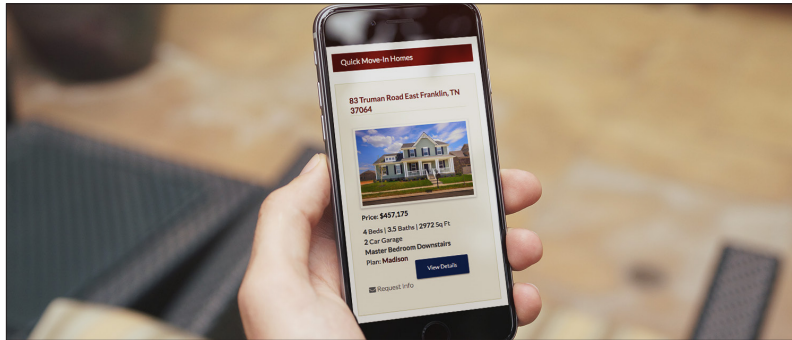 Quick Move-In Homes
83 Truman Road East Franklin, TN
37064
Price: $457,175
4 Beds | 3.5 Baths | 2972 Sq Ft
2 Car Garage
Master Bedroom Downstairs
Plan: Madison
View Details
Request Info